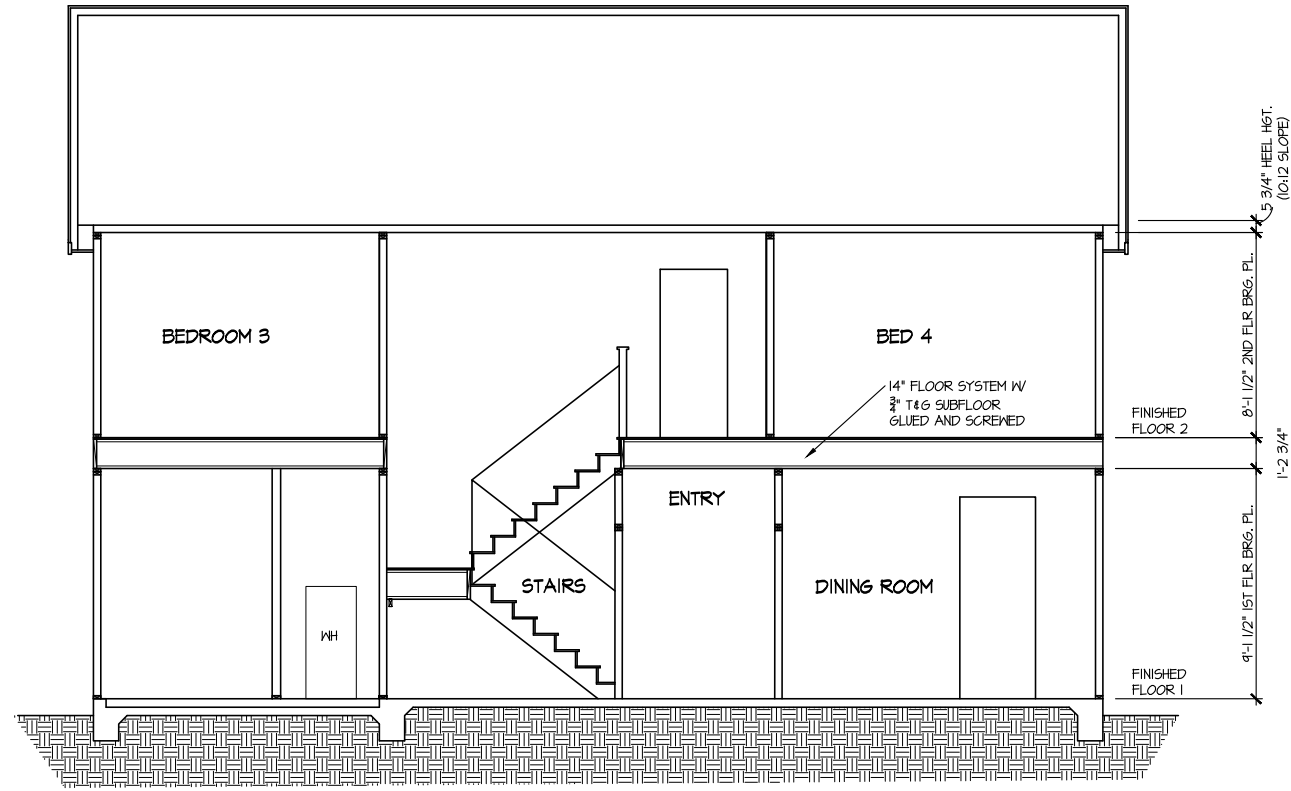 5 3/4" HEEL HGT.
(10:12 SLOPE)
BEDROOM 3
BED 4
8'-1 1/2" 2ND FLR BRG. PL.
14" FLOOR SYSTEM W/
3/4" T&G SUBFLOOR
GLUED AND SCREWED
FINISHED
FLOOR 2
1'-2 3/4"
ENTRY
STAIRS
DINING ROOM
9'-1 1/2" 1ST FLR BRG. PL.
WH
FINISHED
FLOOR 1